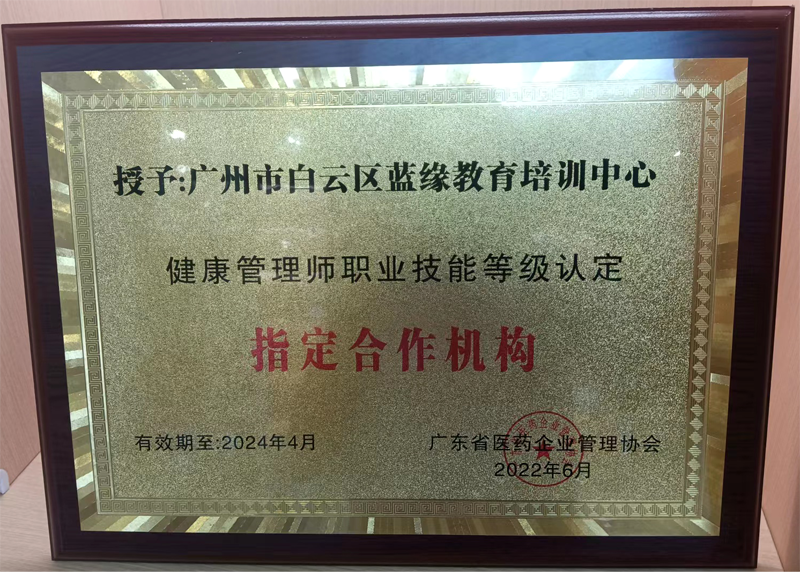 授予:广州市白云区蓝缘教育培训中心
健康管理师职业技能等级认定
指定合作机构
有效期至:2024年4月
广东省医药企业管理协会
2022年6月